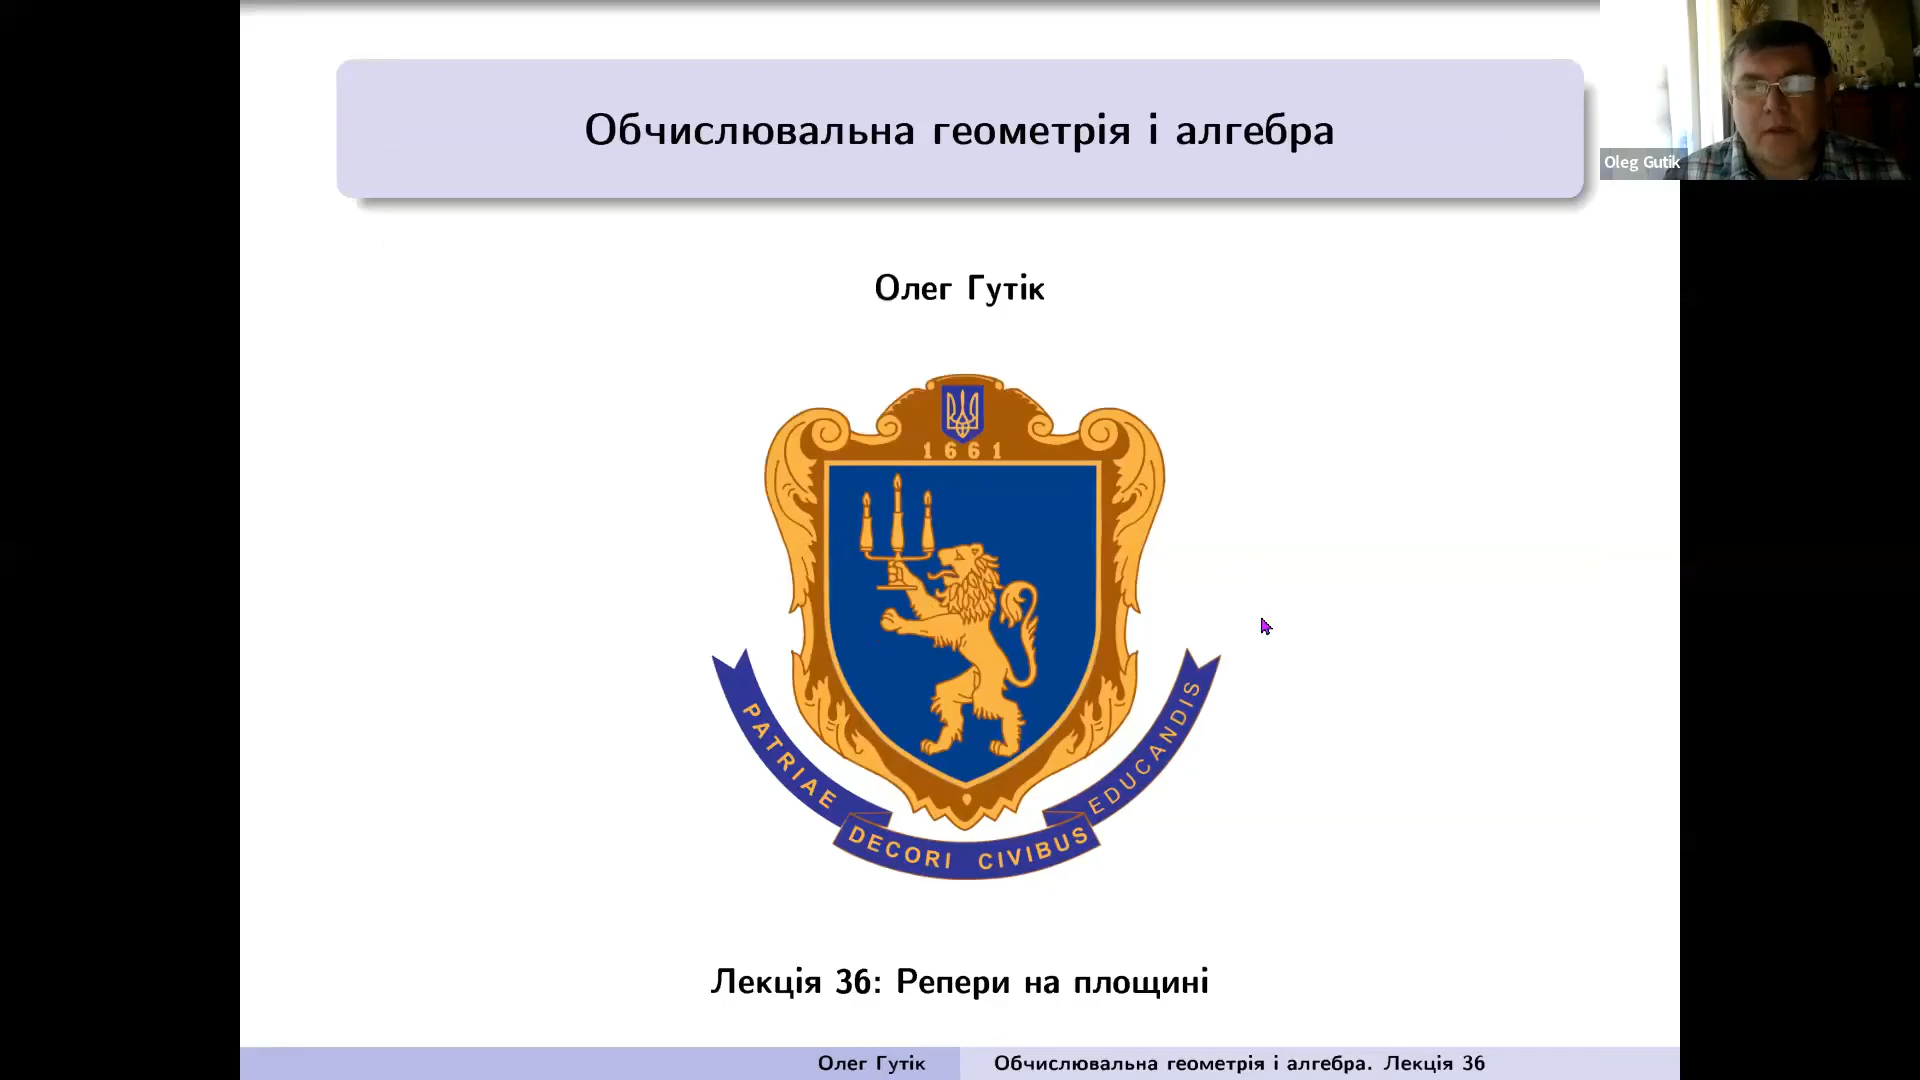 Обчислювальна геометрія і алгебра
Oleg Gutik
Олег Гутік
1661
PATRIAE DECORI CIVIBUS EDUCANDIS
Лекція 36: Репери на площині
Олег Гутік
Обчислювальна геометрія і алгебра. Лекція 36